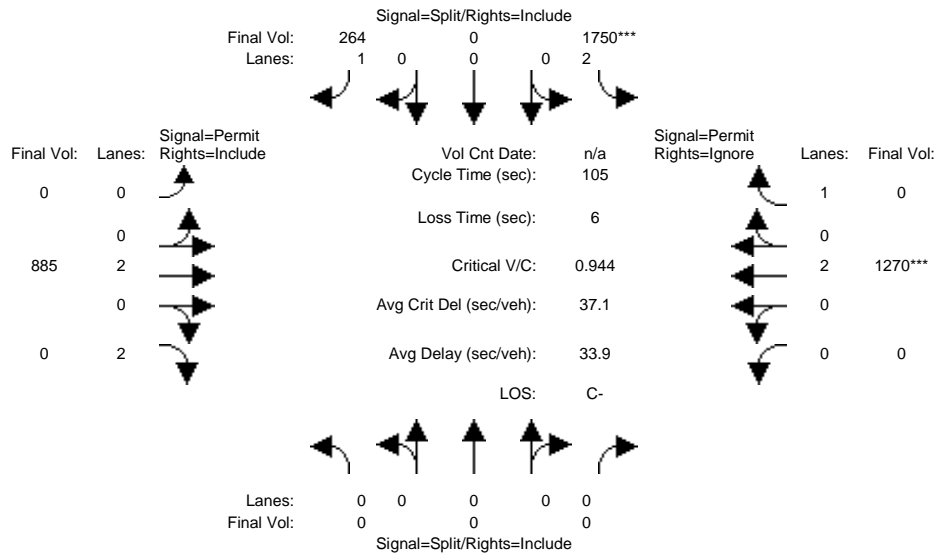 Signal=Split/Rights=Include
Final Vol: 264 0 1750***
Lanes: 1 0 0 0 2
Signal=Permit Signal=Permit
Final Vol: Lanes: Rights=Include Vol Cnt Date: n/a Rights=Ignore Lanes: Final Vol:
Cycle Time (sec): 105
0 0 1 0
Loss Time (sec): 6
0 0
885 2 Critical V/C: 0.944 2 1270***
0 Avg Crit Del (sec/veh): 37.1 0
0 2 Avg Delay (sec/veh): 33.9 0 0
LOS: C-
Lanes: 0 0 0 0 0
Final Vol: 0 0 0
Signal=Split/Rights=Include